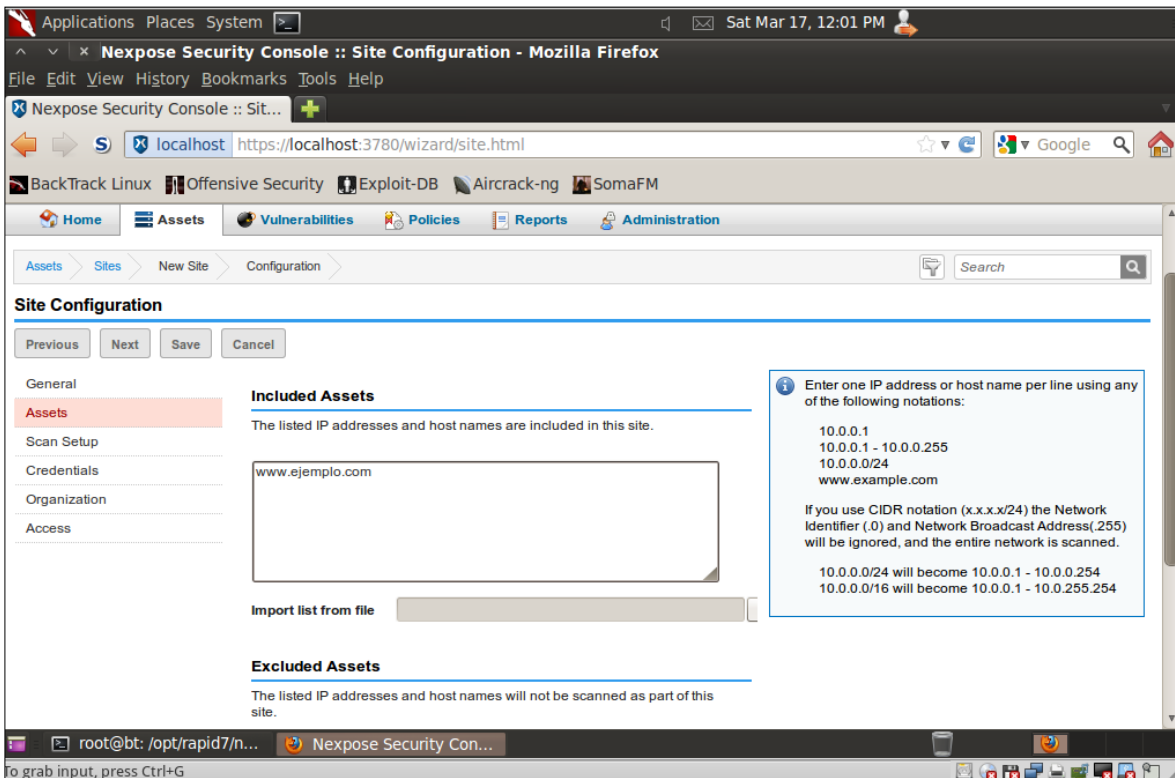 Applications Places System
Sat Mar 17, 12:01 PM
Nexpose Security Console :: Site Configuration - Mozilla Firefox
File Edit View History Bookmarks Tools Help
Nexpose Security Console :: Sit...
S localhost https://localhost:3780/wizard/site.html Google
BackTrack Linux Offensive Security Exploit-DB Aircrack-ng SomaFM
Home Assets Vulnerabilities Policies Reports Administration
Assets Sites New Site Configuration Search
Site Configuration
Previous Next Save Cancel
General
Assets
Scan Setup
Credentials
Organization
Access
Included Assets
The listed IP addresses and host names are included in this site.
www.ejemplo.com
Import list from file
Excluded Assets
The listed IP addresses and host names will not be scanned as part of this
site.
Enter one IP address or host name per line using any
of the following notations:
10.0.0.1
10.0.0.1 - 10.0.0.255
10.0.0.0/24
www.example.com
If you use CIDR notation (x.x.x.x/24) the Network
Identifier (.0) and Network Broadcast Address(.255)
will be ignored, and the entire network is scanned.
10.0.0.0/24 will become 10.0.0.1 - 10.0.0.254
10.0.0.0/16 will become 10.0.0.1 - 10.0.255.254
root@bt: /opt/rapid7/n... Nexpose Security Con...
To grab input, press Ctrl+G